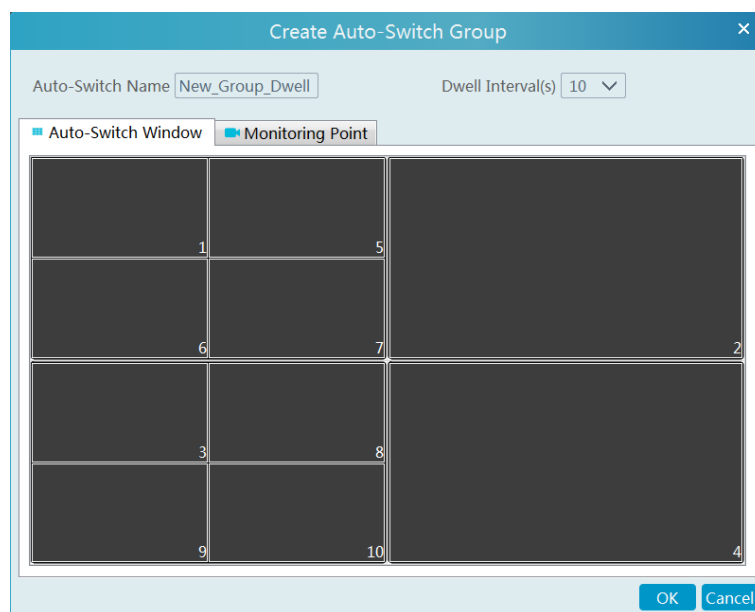 Create Auto-Switch Group
Auto-Switch Name New_Group_Dwell Dwell Interval(s) 10
Auto-Switch Window Monitoring Point
1 5
2
6 7
3 8
4
9 10
OK Cancel